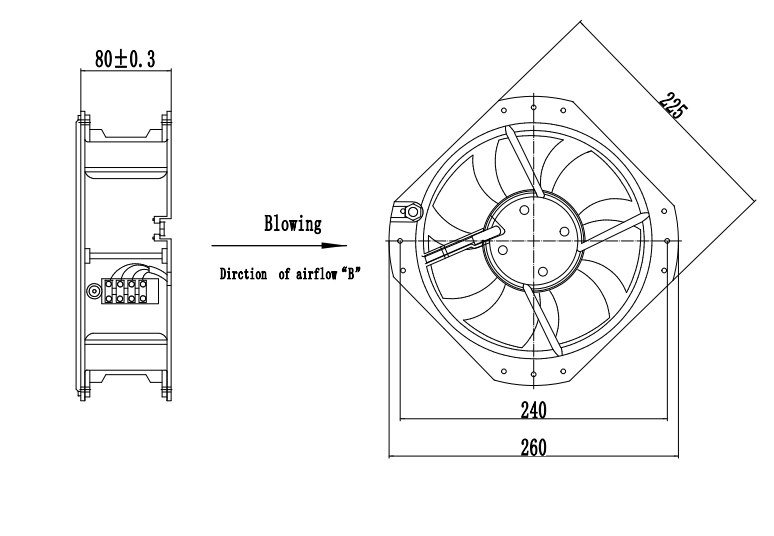 80±0.3
225
Blowing
Dirction of airflow “B”
240
260